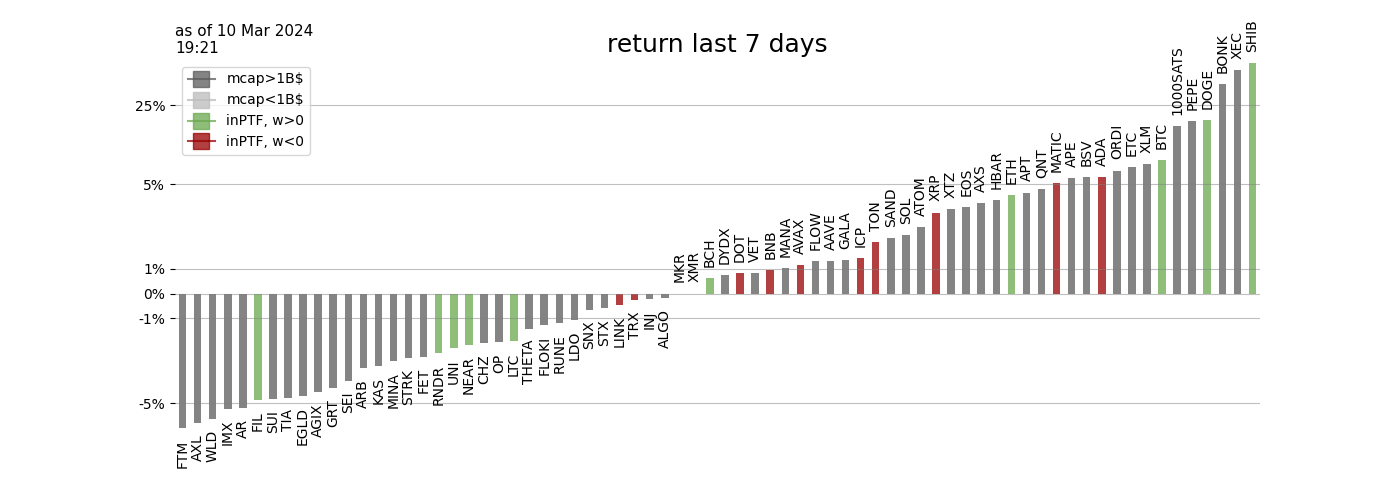 as of 10 Mar 2024
19:21
return last 7 days
mcap>1B$
mcap<1B$
inPTF, w>0
inPTF, w<0
25%
5%
1%
0%
-1%
-5%
FTM
AXL
WLD
IMX
AR
FIL
SUI
TIA
EGLD
AGIX
GRT
SEI
ARB
KAS
MINA
STRK
FET
RNDR
UNI
NEAR
CHZ
OP
LTC
THETA
FLOKI
RUNE
LDO
SNX
STX
LINK
TRX
INJ
ALGO
MKR
XMR
BCH
DYDX
DOT
VET
BNB
MANA
AVAX
FLOW
AAVE
GALA
ICP
TON
SAND
SOL
ATOM
XRP
XTZ
EOS
AXS
HBAR
ETH
APT
QNT
MATIC
APE
BSV
ADA
ORDI
ETC
XLM
BTC
1000SATS
PEPE
DOGE
BONK
XEC
SHIB